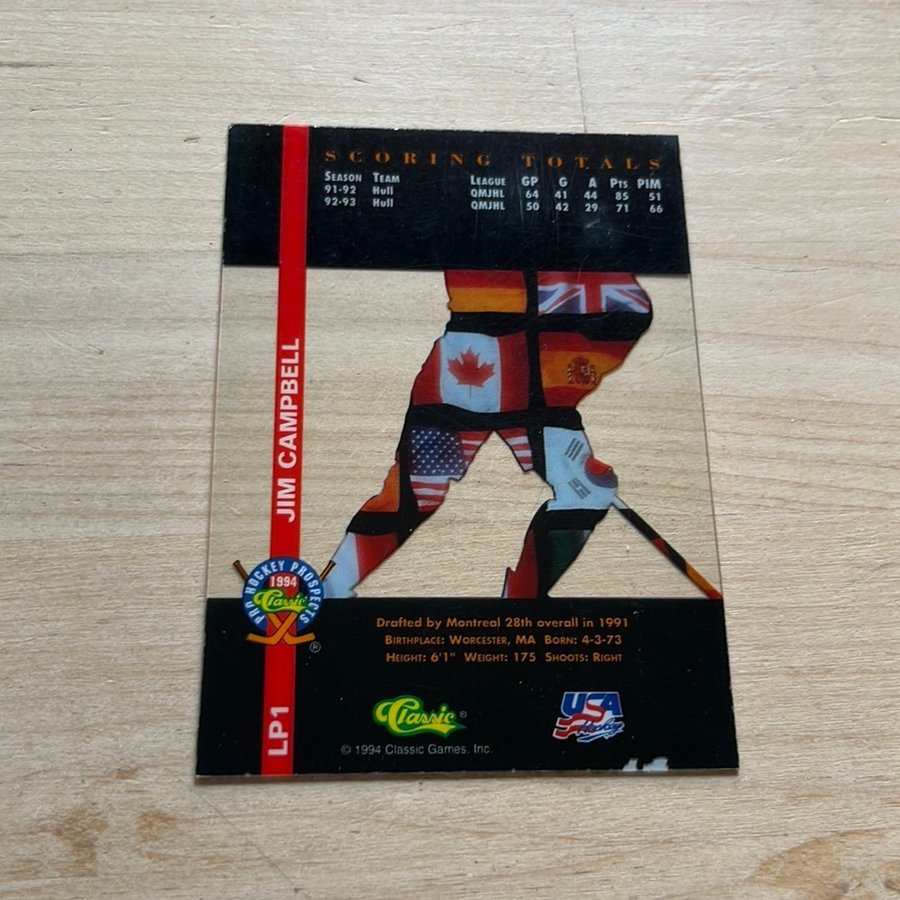 SCORING TOTALS
SEASON TEAM LEAGUE GP G A PTS PIM
91-92 Hull QMJHL 64 41 44 85 51
92-93 Hull QMJHL 50 42 29 71 66
JIM CAMPBELL
PRO HOCKEY PROSPECTS
1994
Classic
®
LP1
Drafted by Montreal 28th overall in 1991
BIRTHPLACE: WORCESTER, MA BORN: 4-3-73
HEIGHT: 6'1" WEIGHT: 175 SHOOTS: RIGHT
Classic ®
USA
Hockey
© 1994 Classic Games, Inc.